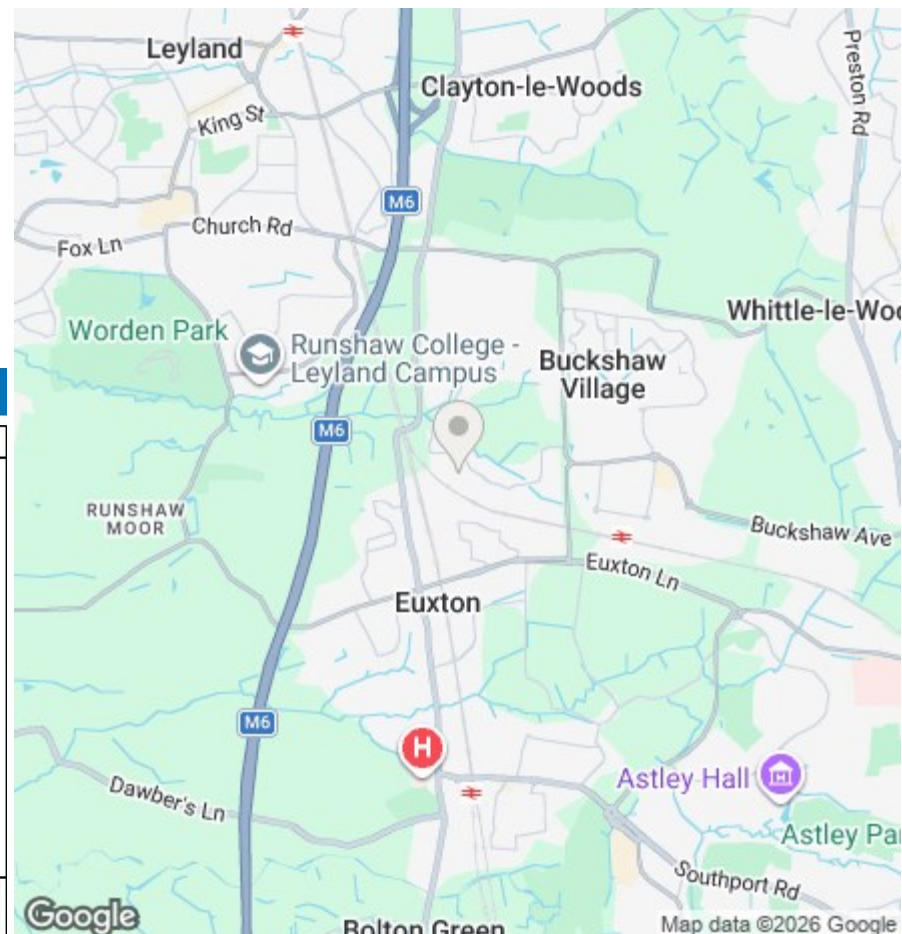 Leyland
Clayton-le-Woods
Preston Rd
King St
M6
Church Rd
Fox Ln
Whittle-le-Woo
Worden Park
Runshaw College -
Leyland Campus
Buckshaw
Village
M6
RUNSHAW
MOOR
Buckshaw Ave
Euxton Ln
Euxton
M6
H
Astley Hall
Dawber's Ln
Astley Par
Southport Rd
Google
Bolton Green
Map data ©2026 Google